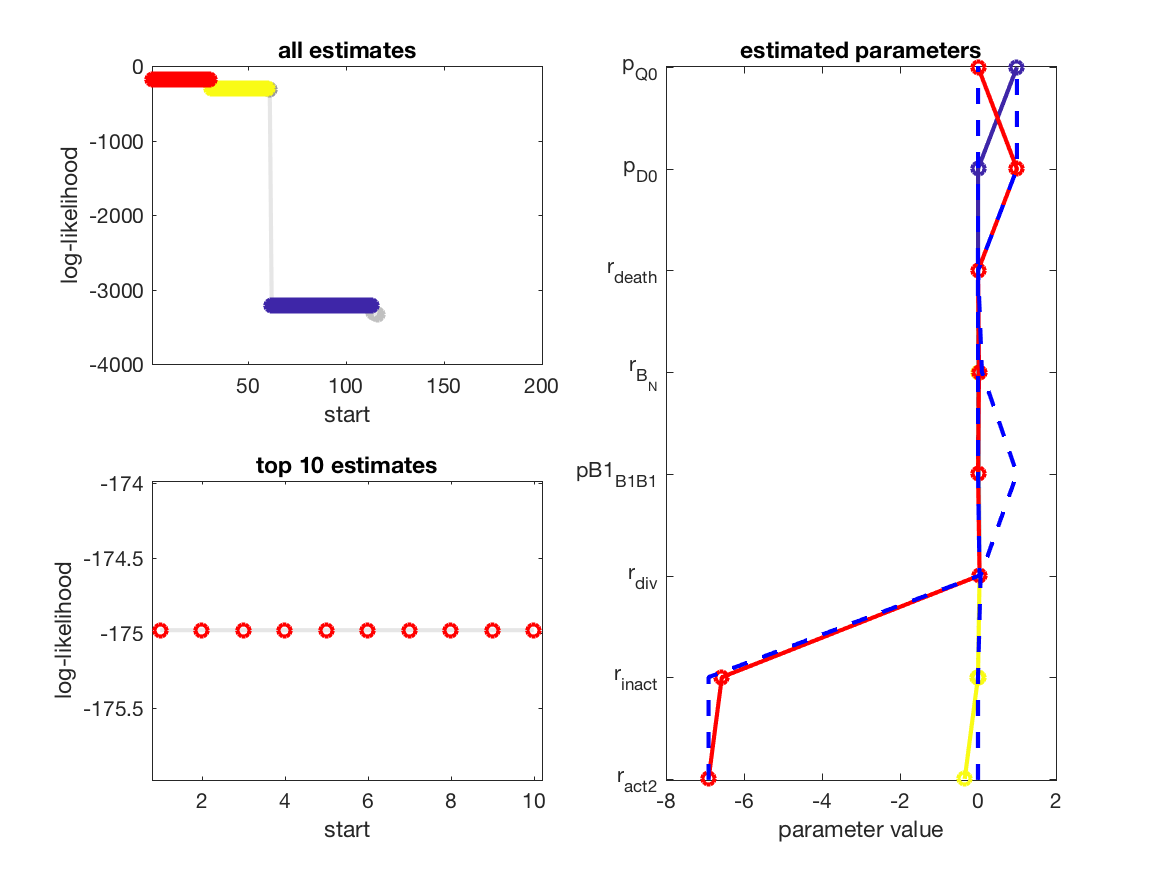 all estimates
0
-1000
-2000
-3000
-4000
log-likelihood
50
100
150
200
start
top 10 estimates
-174
-174.5
-175
-175.5
log-likelihood
2
4
6
8
10
start
estimated parameters
pQ0
pD0
rdeath
rBN
pB1B1B1
rdiv
rinact
ract2
-8
-6
-4
-2
0
2
parameter value